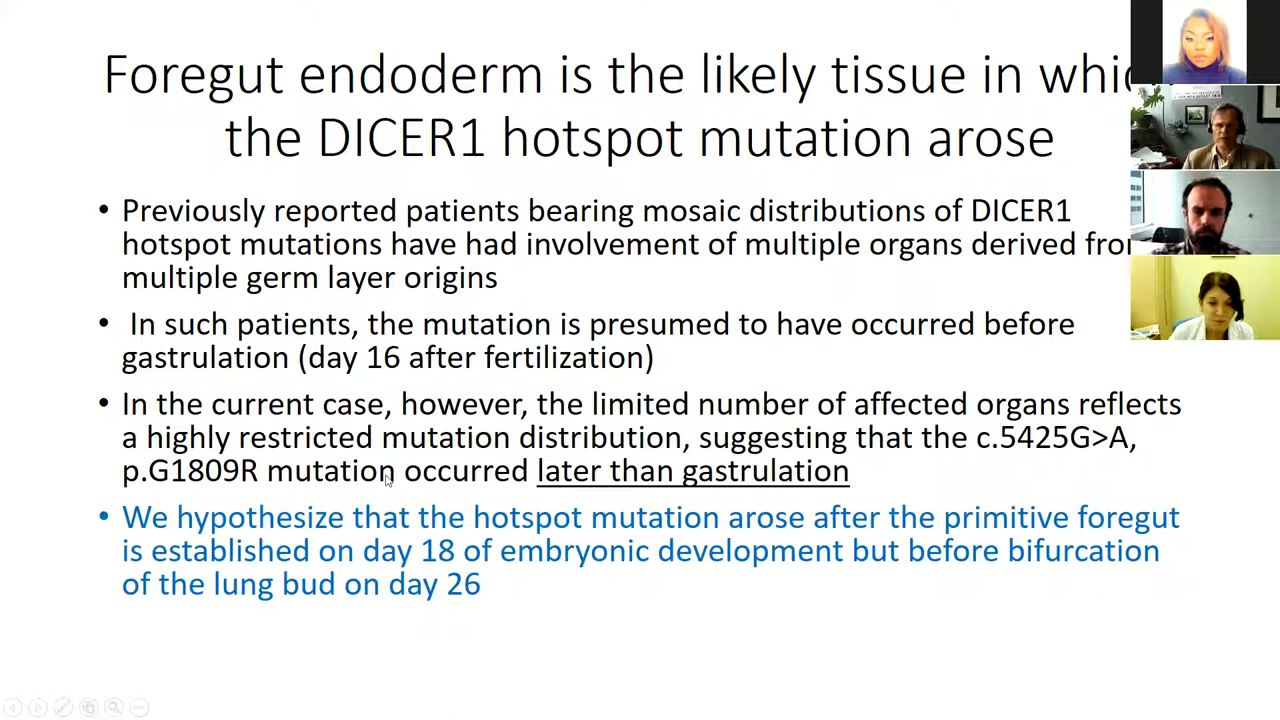 Foregut endoderm is the likely tissue in whic
the DICER1 hotspot mutation arose
• Previously reported patients bearing mosaic distributions of DICER1
hotspot mutations have had involvement of multiple organs derived from
multiple germ layer origins
• In such patients, the mutation is presumed to have occurred before
gastrulation (day 16 after fertilization)
• In the current case, however, the limited number of affected organs reflects
a highly restricted mutation distribution, suggesting that the c.5425G>A,
p.G1809R mutation occurred later than gastrulation
• We hypothesize that the hotspot mutation arose after the primitive foregut
is established on day 18 of embryonic development but before bifurcation
of the lung bud on day 26